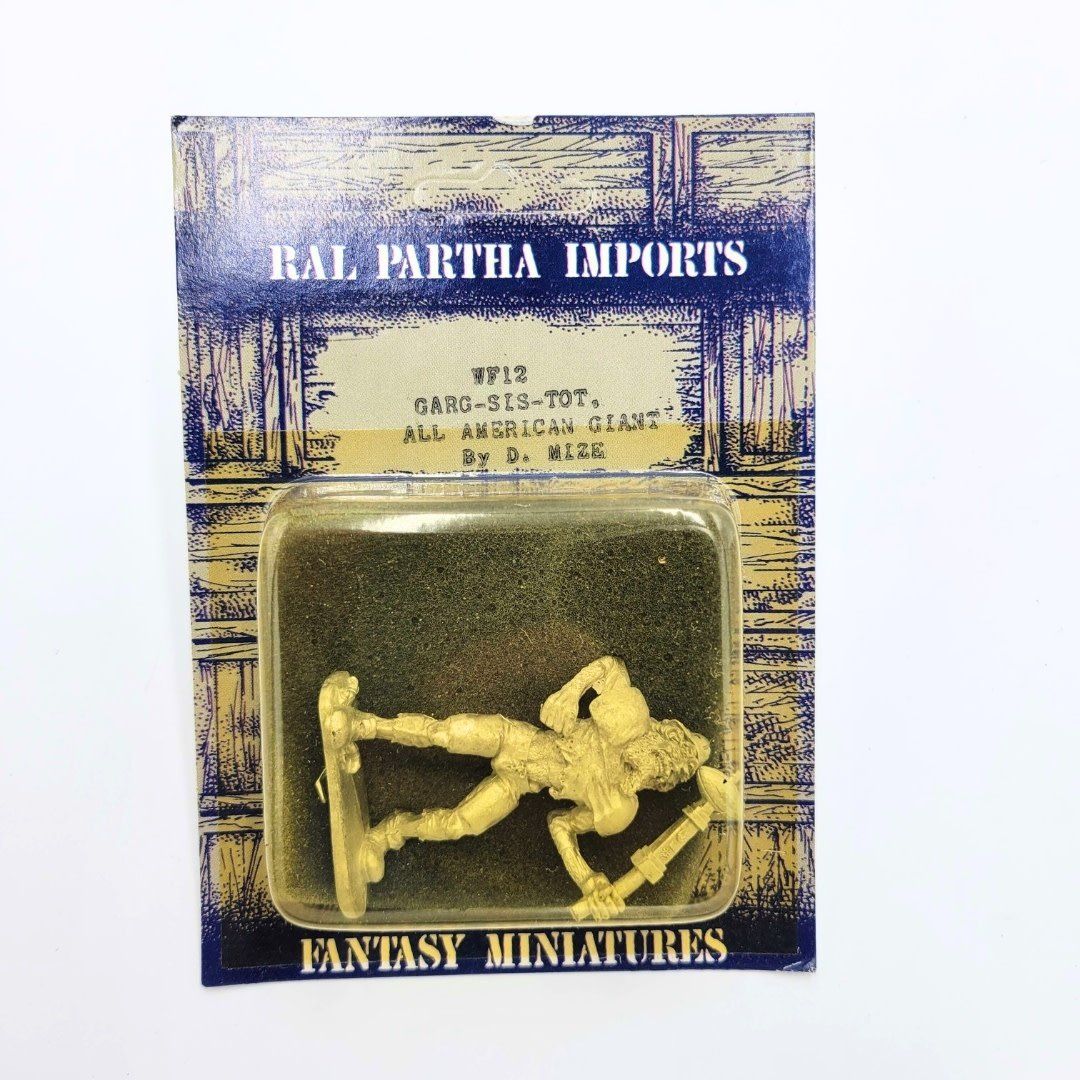 RAL PARTHA IMPORTS
WF12
GARG-SIS-TOT,
ALL AMERICAN GIANT
By D. MIZE
FANTASY MINIATURES